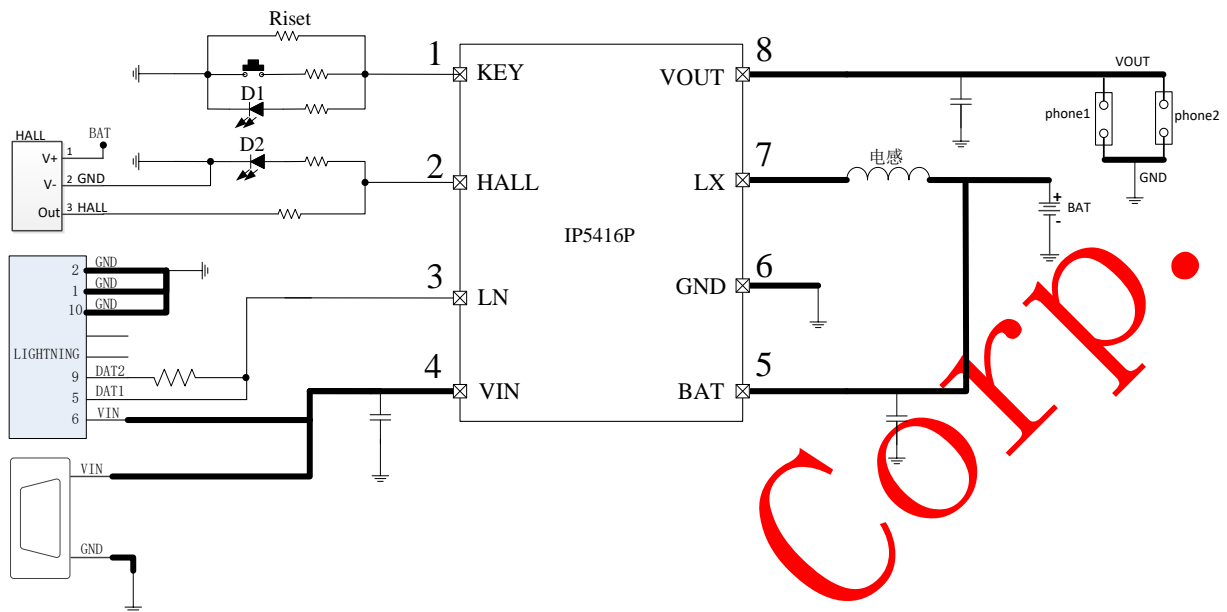 Riset
1
KEY
D1
HALL
BAT
V+
1
V-
2
GND
Out
3
HALL
D2
2
HALL
2
GND
1
GND
10
GND
LIGHTNING
9
DAT2
5
DAT1
6
VIN
3
LN
4
VIN
VIN
GND
IP5416P
8
VOUT
VOUT
phone1
phone2
GND
7
LX
电感
+
BAT
-
6
GND
5
BAT
Corp.